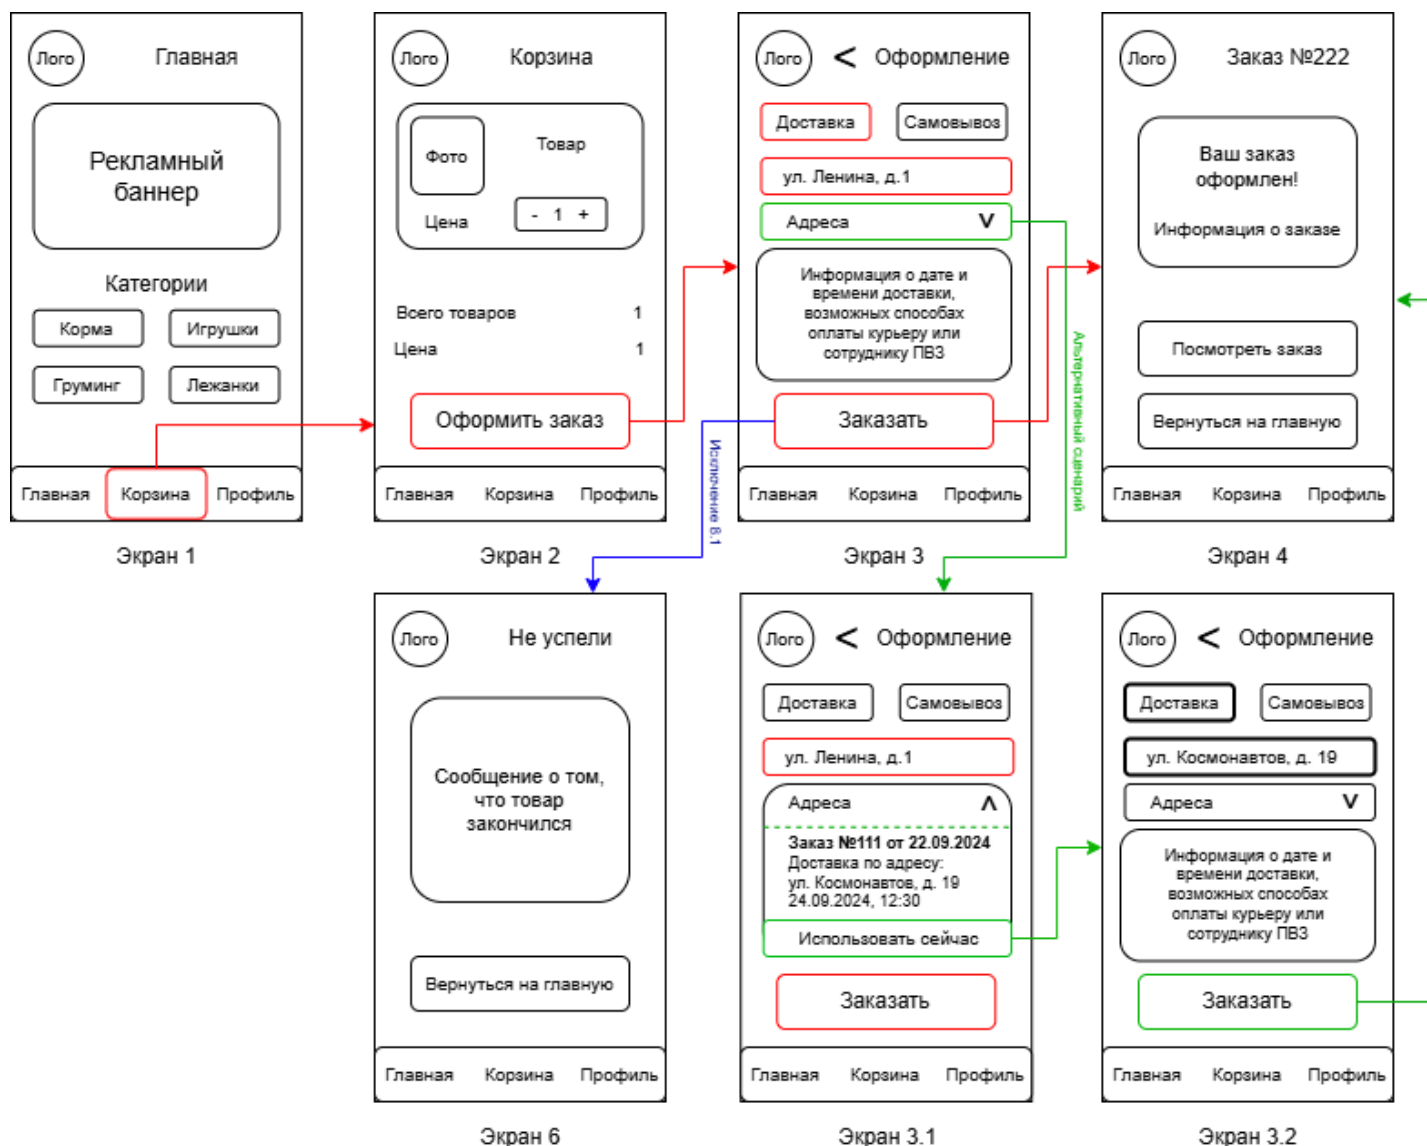 Лого
Главная
Рекламный
баннер
Категории
Корма
Игрушки
Груминг
Лежанки
Главная
Корзина
Профиль
Экран 1
Лого
Корзина
Фото
Товар
Цена
- 1 +
Всего товаров 1
Цена 1
Оформить заказ
Главная
Корзина
Профиль
Экран 2
Лого
< Оформление
Доставка
Самовывоз
ул. Ленина, д.1
Адреса V
Информация о дате и
времени доставки,
возможных способах
оплаты курьеру или
сотруднику ПВЗ
Заказать
Главная
Корзина
Профиль
Экран 3
Исключение 8.1
Альтернативный сценарий
Лого
Заказ №222
Ваш заказ
оформлен!
Информация о заказе
Посмотреть заказ
Вернуться на главную
Главная
Корзина
Профиль
Экран 4
Лого
Не успели
Сообщение о том,
что товар
закончился
Вернуться на главную
Главная
Корзина
Профиль
Экран 6
Лого
< Оформление
Доставка
Самовывоз
ул. Ленина, д.1
Адреса
Заказ №111 от 22.09.2024
Доставка по адресу:
ул. Космонавтов, д. 19
24.09.2024, 12:30
Использовать сейчас
Заказать
Главная
Корзина
Профиль
Экран 3.1
Лого
< Оформление
Доставка
Самовывоз
ул. Космонавтов, д. 19
Адреса V
Информация о дате и
времени доставки,
возможных способах
оплаты курьеру или
сотруднику ПВЗ
Заказать
Главная
Корзина
Профиль
Экран 3.2